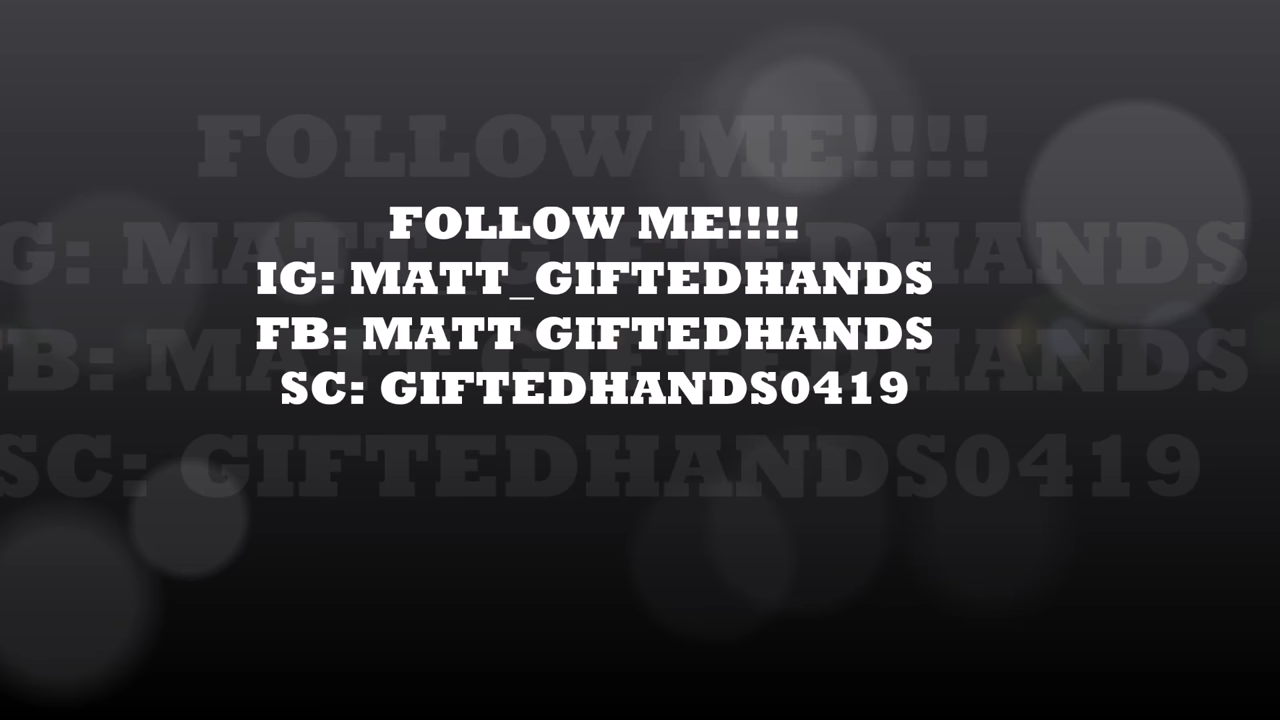 FOLLOW ME!!!!
IG: MATT_GIFTEDHANDS
FB: MATT GIFTEDHANDS
SC: GIFTEDHANDS0419